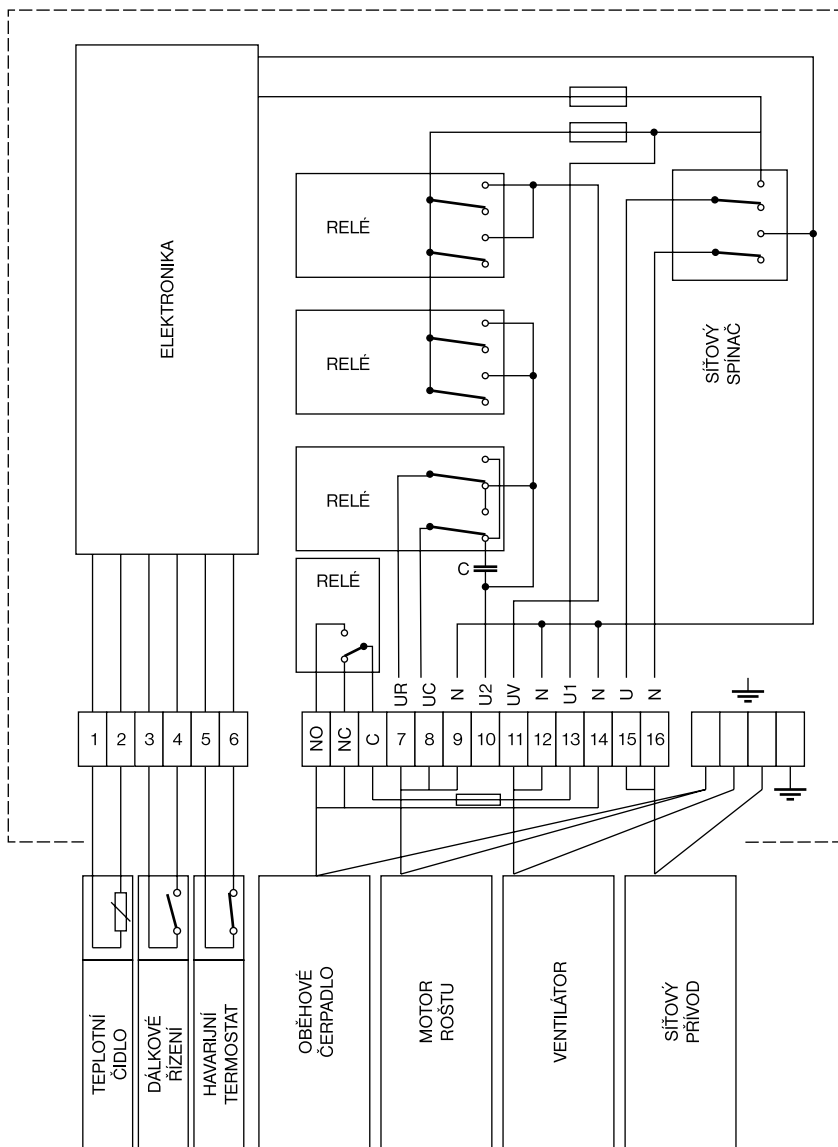 ELEKTRONIKA
RELÉ
RELÉ
RELÉ
RELÉ
SÍŤOVÝ
SPÍNAČ
C
UR
UC
N
U2
UV
N
U1
N
U
N
1
2
3
4
5
6
NO
NC
C
7
8
9
10
11
12
13
14
15
16
TEPLOTNÍ
ČIDLO
DÁLKOVÉ
ŘÍZENÍ
HAVARIJNÍ
TERMOSTAT
OBĚHOVÉ
ČERPADLO
MOTOR
ROŠTU
VENTILÁTOR
SÍŤOVÝ
PŘÍVOD